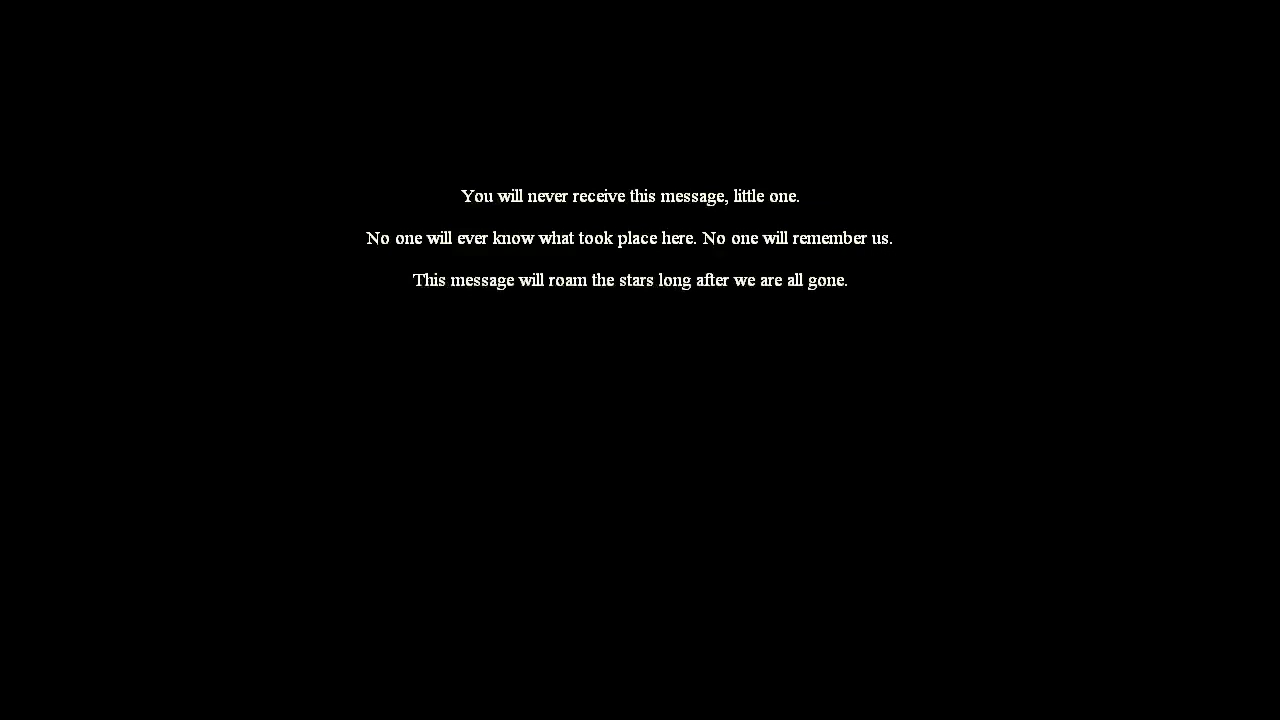 You will never receive this message, little one.
No one will ever know what took place here. No one will remember us.
This message will roam the stars long after we are all gone.